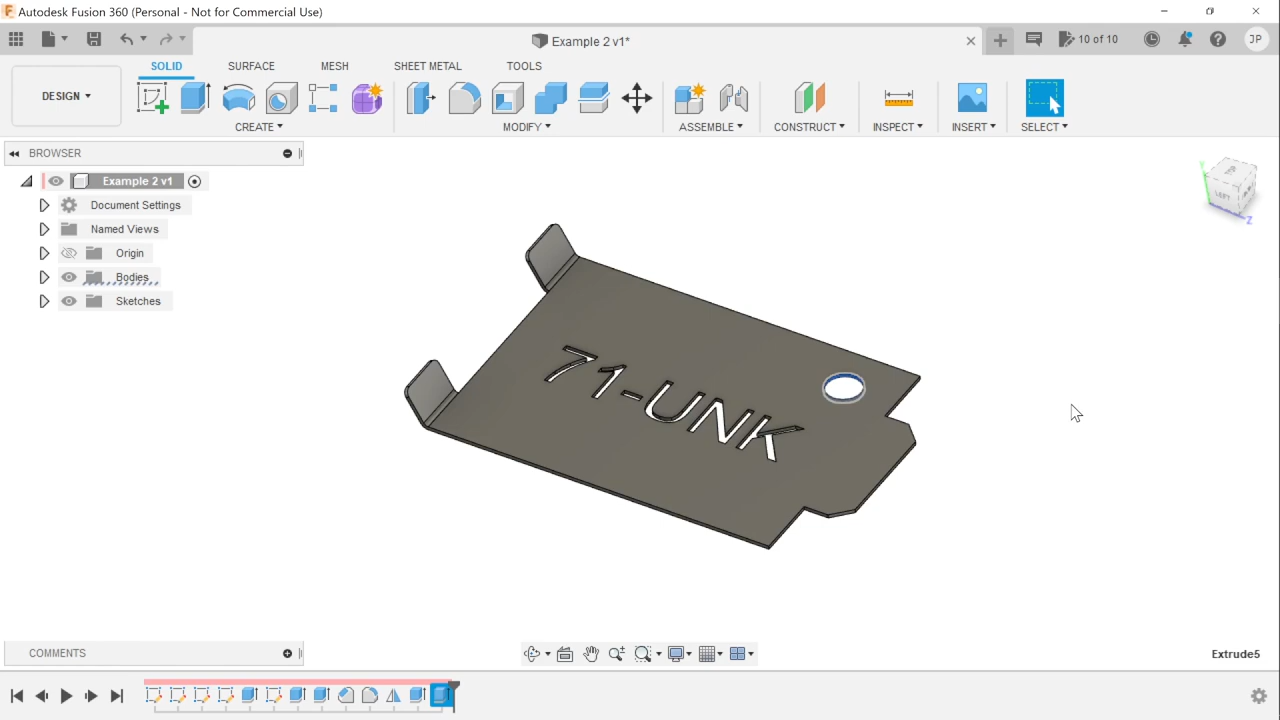 Autodesk Fusion 360 (Personal - Not for Commercial Use)
Example 2 v1*
10 of 10
JP
DESIGN
SOLID
SURFACE
MESH
SHEET METAL
TOOLS
CREATE
MODIFY
ASSEMBLE
CONSTRUCT
INSPECT
INSERT
SELECT
BROWSER
Example 2 v1
Document Settings
Named Views
Origin
Bodies
Sketches
LEFT
Z
71-UNK
COMMENTS
Extrude5